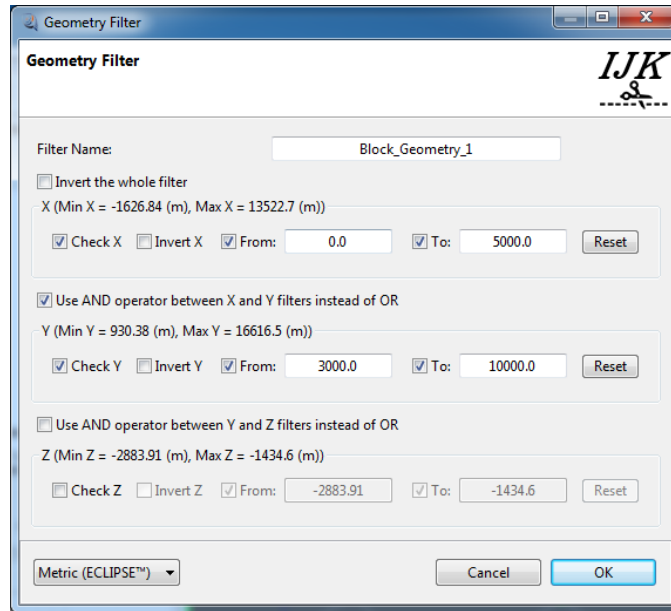 Geometry Filter
Geometry Filter
IJK
Filter Name: Block_Geometry_1
Invert the whole filter
X (Min X = -1626.84 (m), Max X = 13522.7 (m))
Check X Invert X From: 0.0 To: 5000.0 Reset
Use AND operator between X and Y filters instead of OR
Y (Min Y = 930.38 (m), Max Y = 16616.5 (m))
Check Y Invert Y From: 3000.0 To: 10000.0 Reset
Use AND operator between Y and Z filters instead of OR
Z (Min Z = -2883.91 (m), Max Z = -1434.6 (m))
Check Z Invert Z From: -2883.91 To: -1434.6 Reset
Metric (ECLIPSE™) Cancel OK